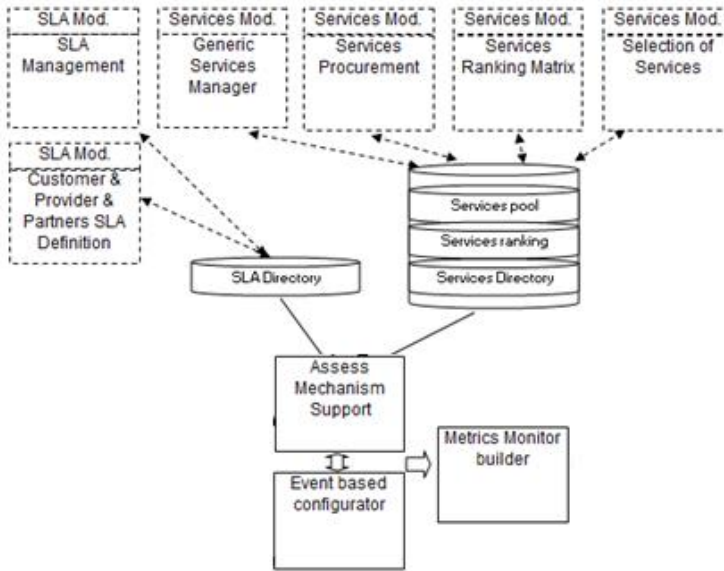 SLA Mod.
SLA
Management
Services Mod.
Generic
Services
Manager
Services Mod.
Services
Procurement
Services Mod.
Services
Ranking Matrix
Services Mod.
Selection of
Services
SLA Mod.
Customer &
Provider &
Partners SLA
Definition
Services pool
Services ranking
Services Directory
SLA Directory
Assess
Mechanism
Support
Metrics Monitor
builder
Event based
configurator